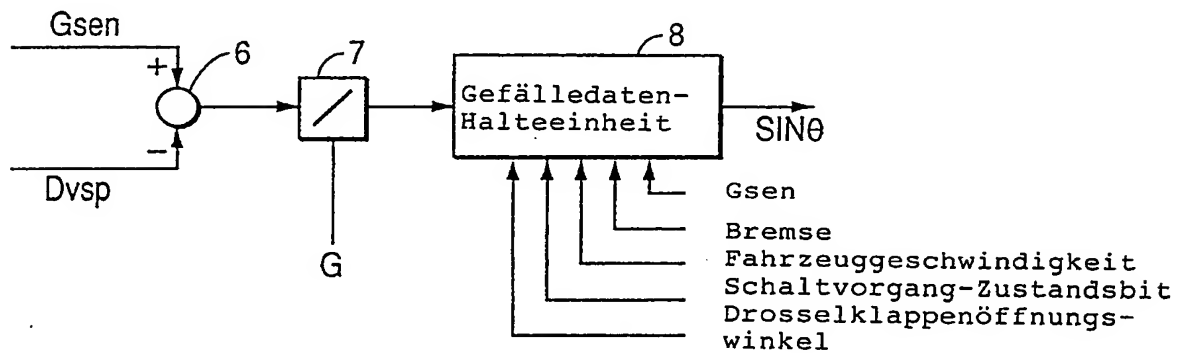 Gsen
6
7
8
+
Gefälledaten-
Halteeinheit
SINθ
−
Dvsp
G
Gsen
Bremse
Fahrzeuggeschwindigkeit
Schaltvorgang-Zustandsbit
Drosselklappenöffnungs-
winkel